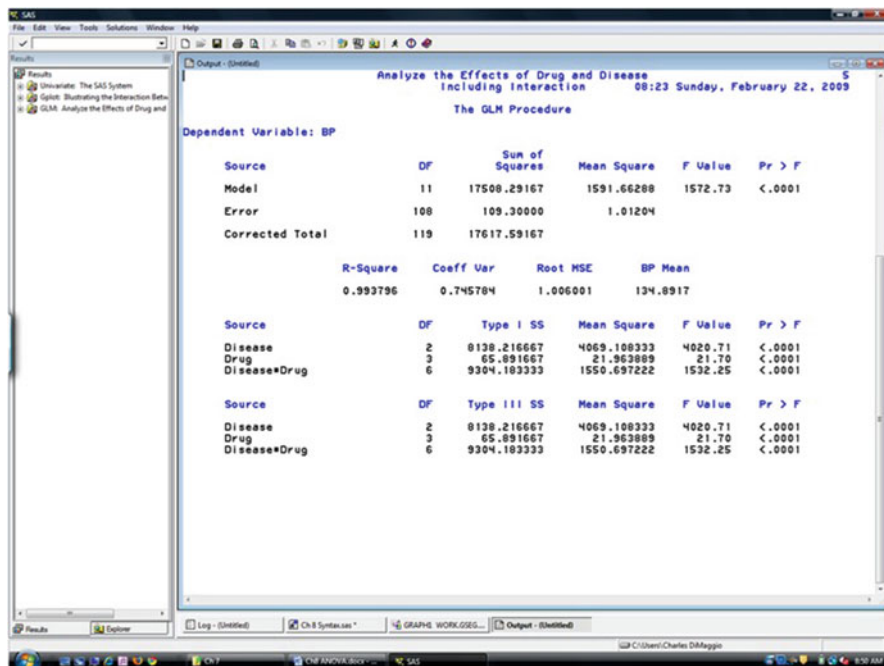 SAS
File Edit View Tools Solutions Window Help
Results
Results
Univariate: The SAS System
Gplot: Illustrating the Interaction Betw
GLM: Analyze the Effects of Drug and
Output - (Untitled)
Analyze the Effects of Drug and Disease 5
Including Interaction 08:23 Sunday, February 22, 2009
The GLM Procedure
Dependent Variable: BP
Sum of
Source DF Squares Mean Square F Value Pr > F
Model 11 17508.29167 1591.66288 1572.73 <.0001
Error 108 109.30000 1.01204
Corrected Total 119 17617.59167
R-Square Coeff Var Root MSE BP Mean
0.993796 0.745784 1.006001 134.8917
Source DF Type I SS Mean Square F Value Pr > F
Disease 2 8138.216667 4069.108333 4020.71 <.0001
Drug 3 65.891667 21.963889 21.70 <.0001
Disease*Drug 6 9304.183333 1550.697222 1532.25 <.0001
Source DF Type III SS Mean Square F Value Pr > F
Disease 2 8138.216667 4069.108333 4020.71 <.0001
Drug 3 65.891667 21.963889 21.70 <.0001
Disease*Drug 6 9304.183333 1550.697222 1532.25 <.0001
Results Explorer
Log - (Untitled) Ch 8 Syntax.sas * GRAPH1 WORK.GSEG... Output - (Untitled)
C:\Users\Charles DiMaggio
Ch 7 Ch8 ANOVA.docx - ... SAS 8:50 AM